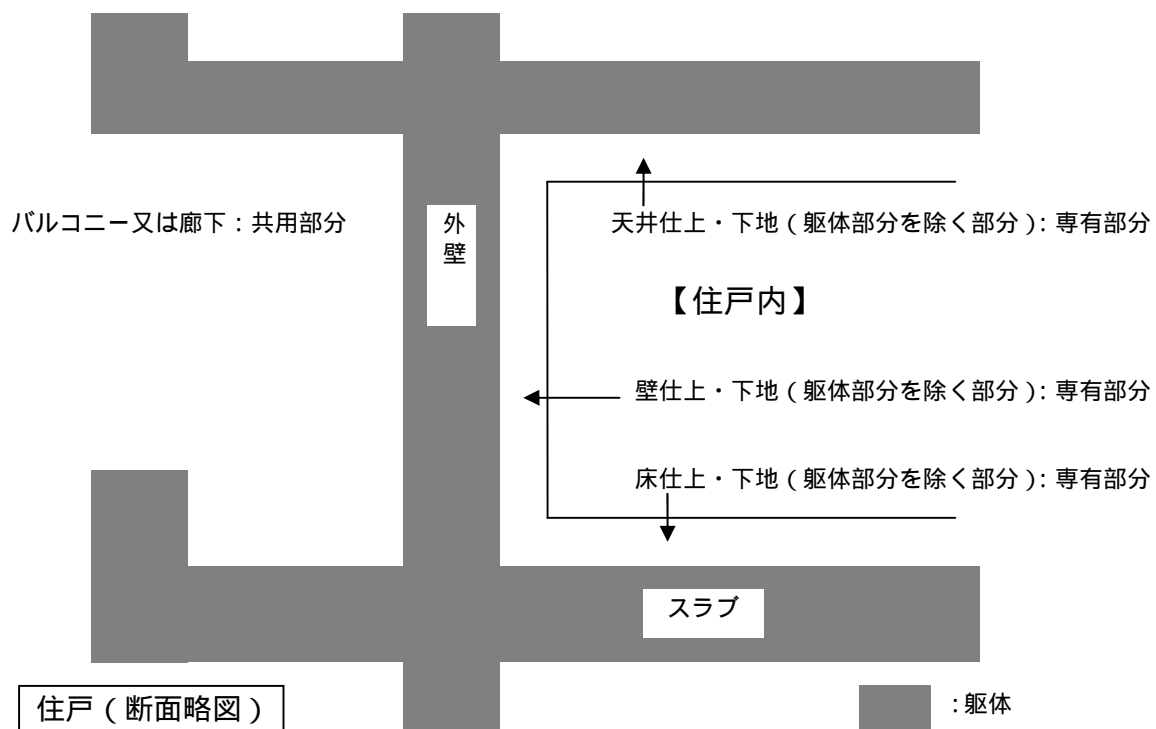 バルコニー又は廊下:共用部分
外
壁
天井仕上・下地(躯体部分を除く部分):専有部分
【住戸内】
壁仕上・下地(躯体部分を除く部分):専有部分
床仕上・下地(躯体部分を除く部分):専有部分
スラブ
住戸(断面略図)
:躯体